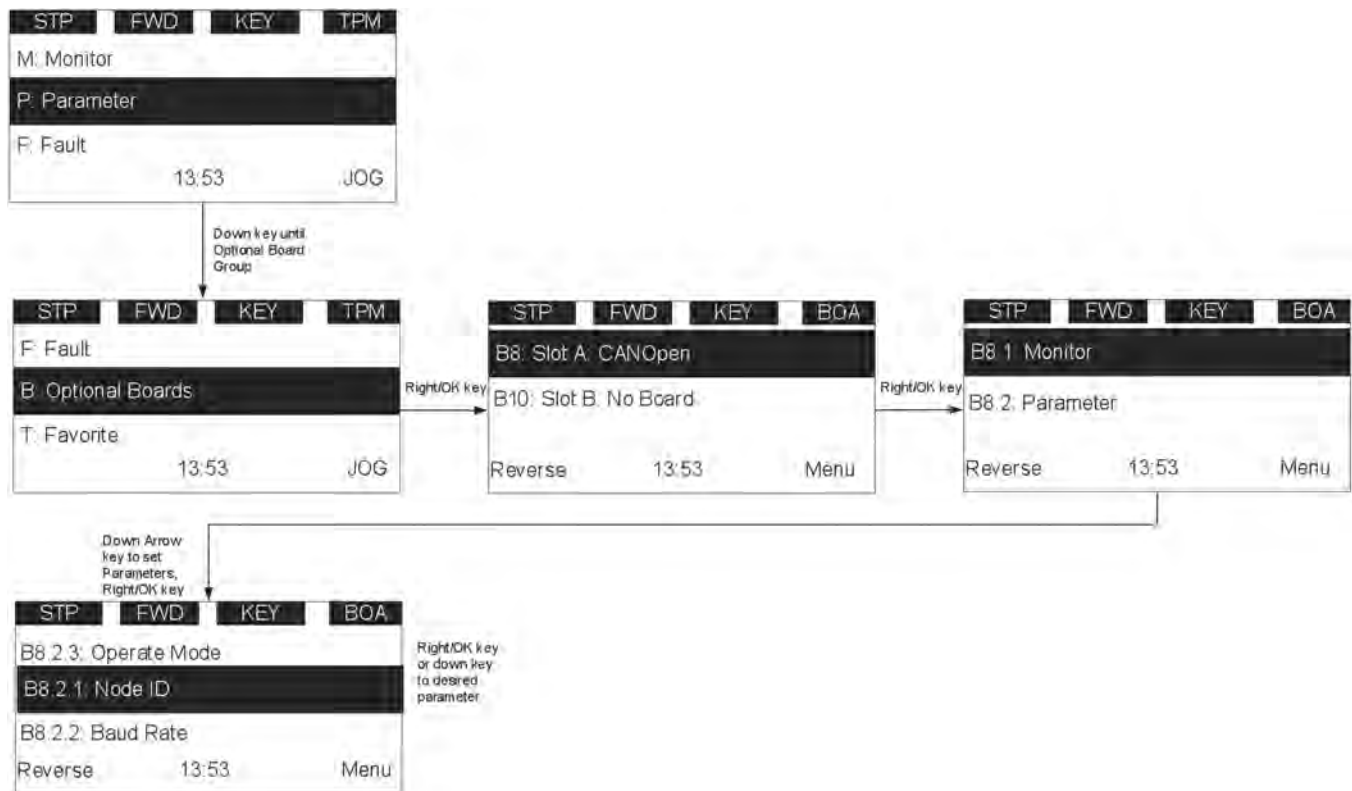 STP FWD KEY TPM
M: Monitor
P: Parameter
F: Fault
13:53 JOG
Down key until
Optional Board
Group
STP FWD KEY TPM
F: Fault
B: Optional Boards
T: Favorite
13:53 JOG
Right/OK key
STP FWD KEY BOA
B8: Slot A: CANOpen
B10: Slot B: No Board
Reverse 13:53 Menu
Right/OK key
STP FWD KEY BOA
B8.1 Monitor
B8.2: Parameter
Reverse 13:53 Menu
Down Arrow
key to set
Parameters,
Right/OK key
STP FWD KEY BOA
B8.2.3: Operate Mode
B8.2.1: Node ID
B8.2.2: Baud Rate
Reverse 13:53 Menu
Right/OK key
or down key
to desired
parameter